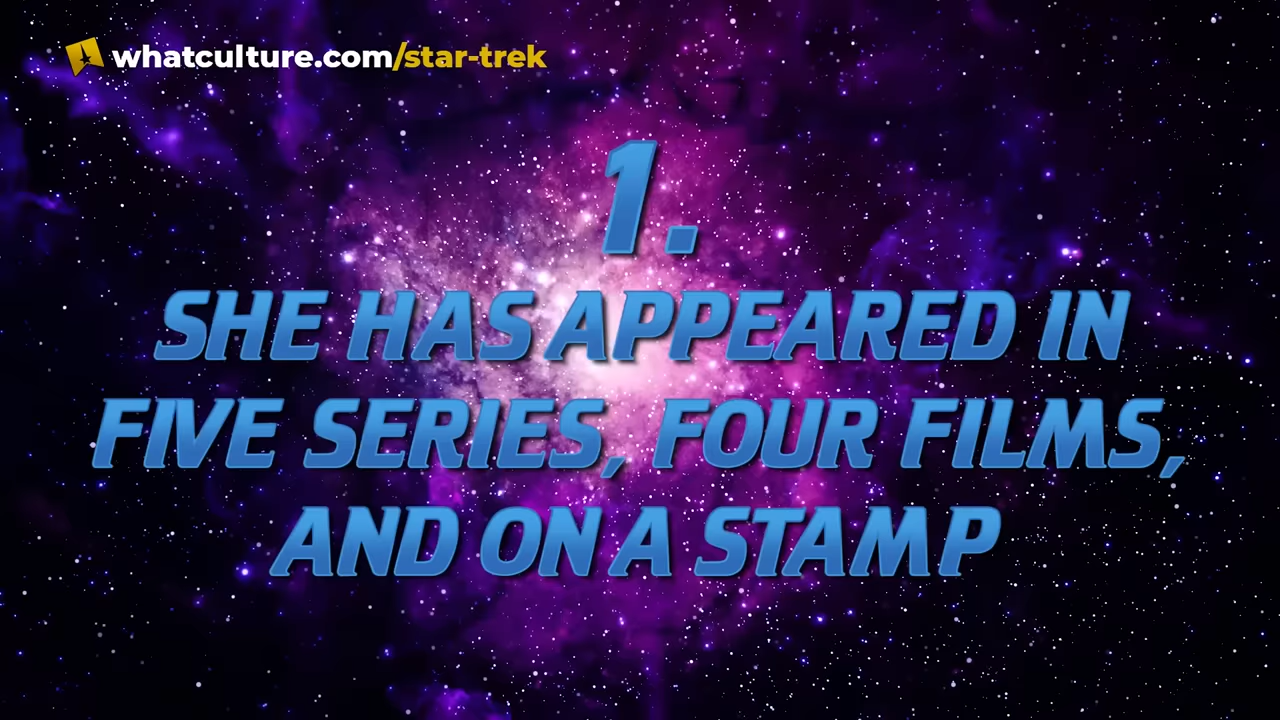 whatculture.com/star-trek
1.
SHE HAS APPEARED IN
FIVE SERIES, FOUR FILMS,
AND ON A STAMP